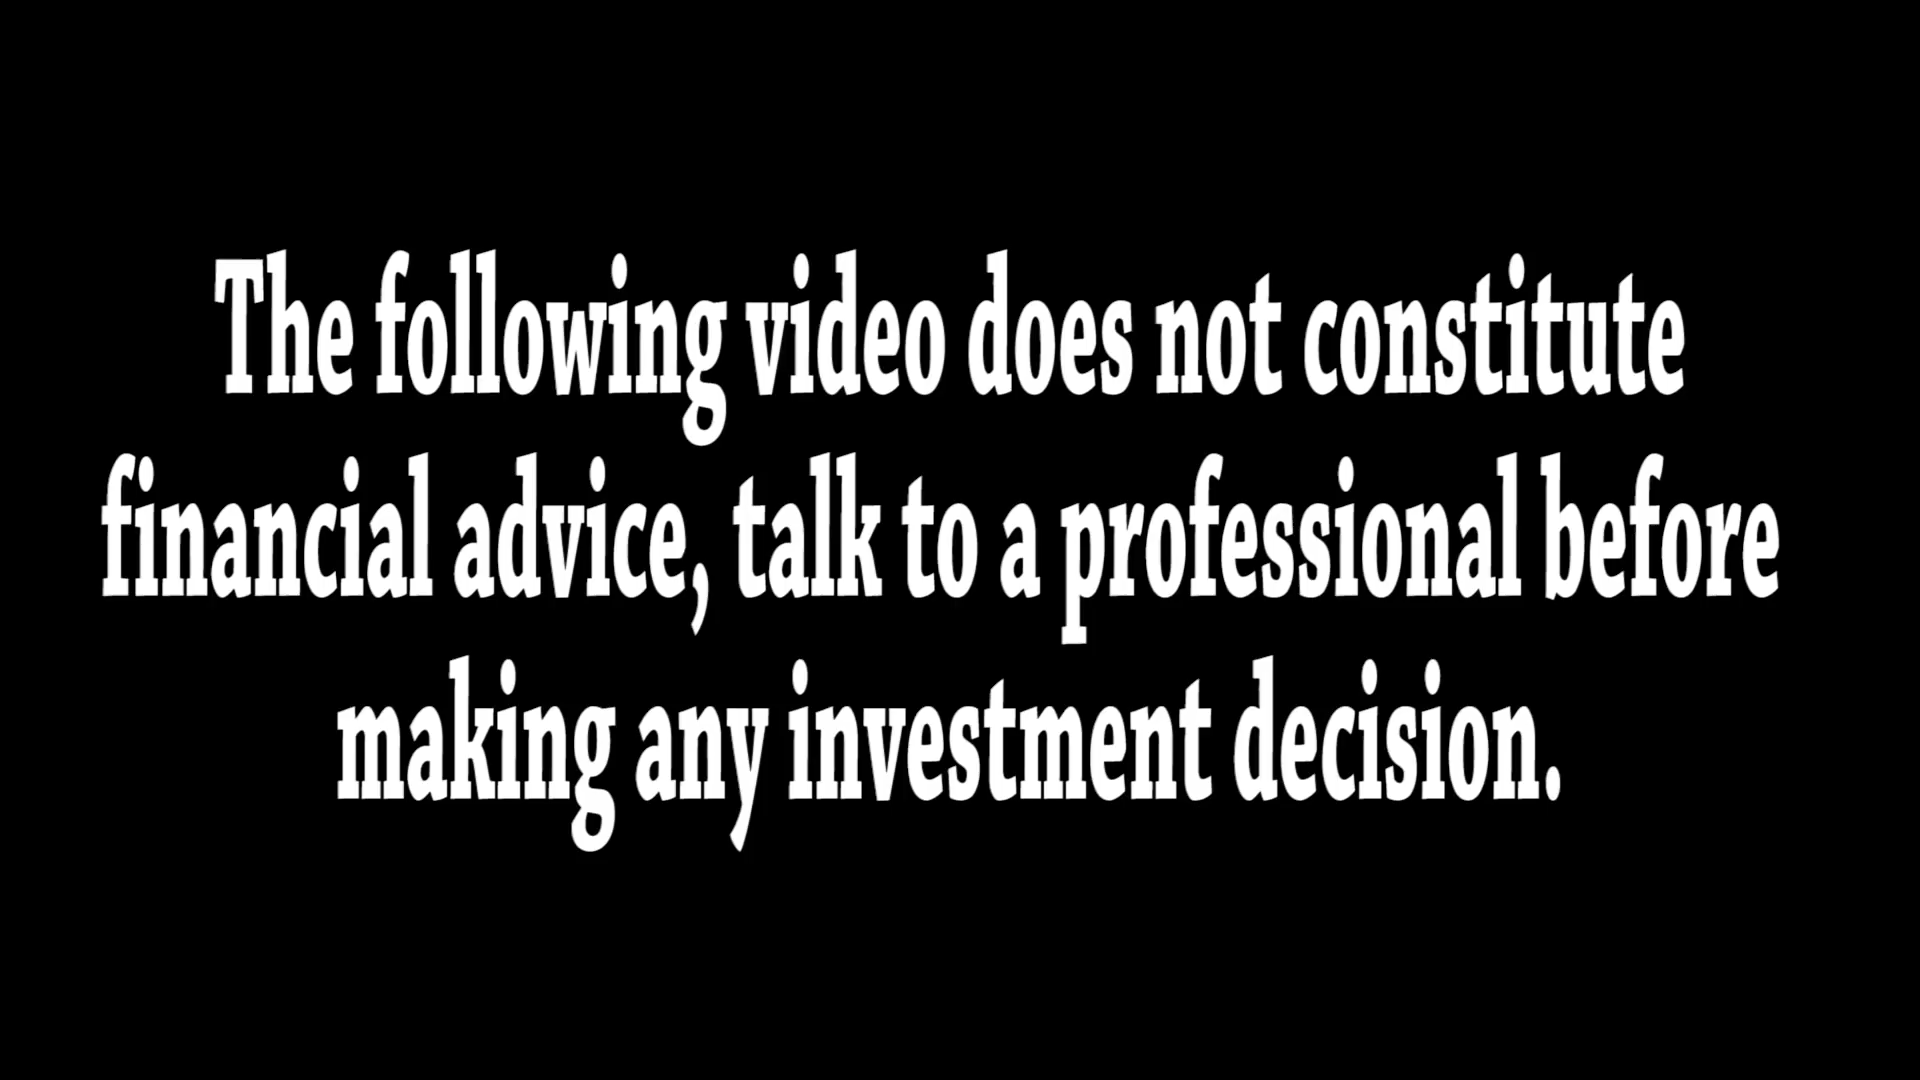 The following video does not constitute
financial advice, talk to a professional before
making any investment decision.